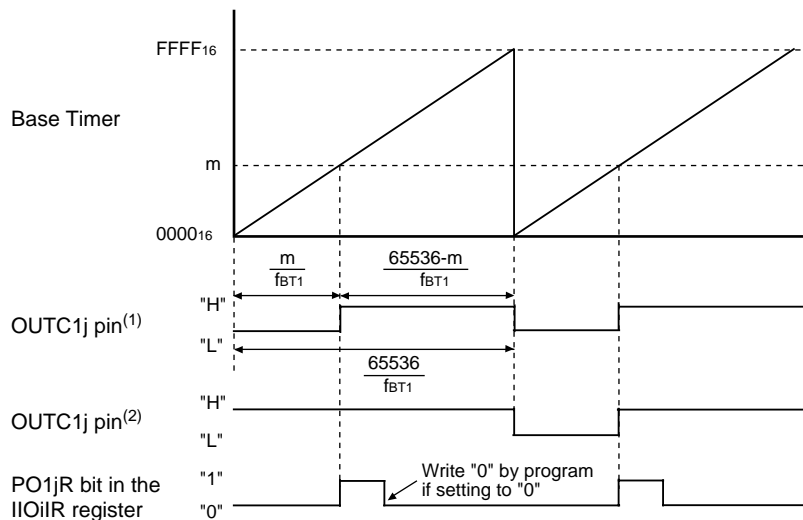 FFFF16
Base Timer
m
000016
m
fBT1
65536-m
fBT1
"H"
OUTC1j pin(1)
"L"
65536
fBT1
"H"
OUTC1j pin(2)
"L"
"1"
PO1jR bit in the
IIOiIR register
"0"
Write "0" by program
if setting to "0"